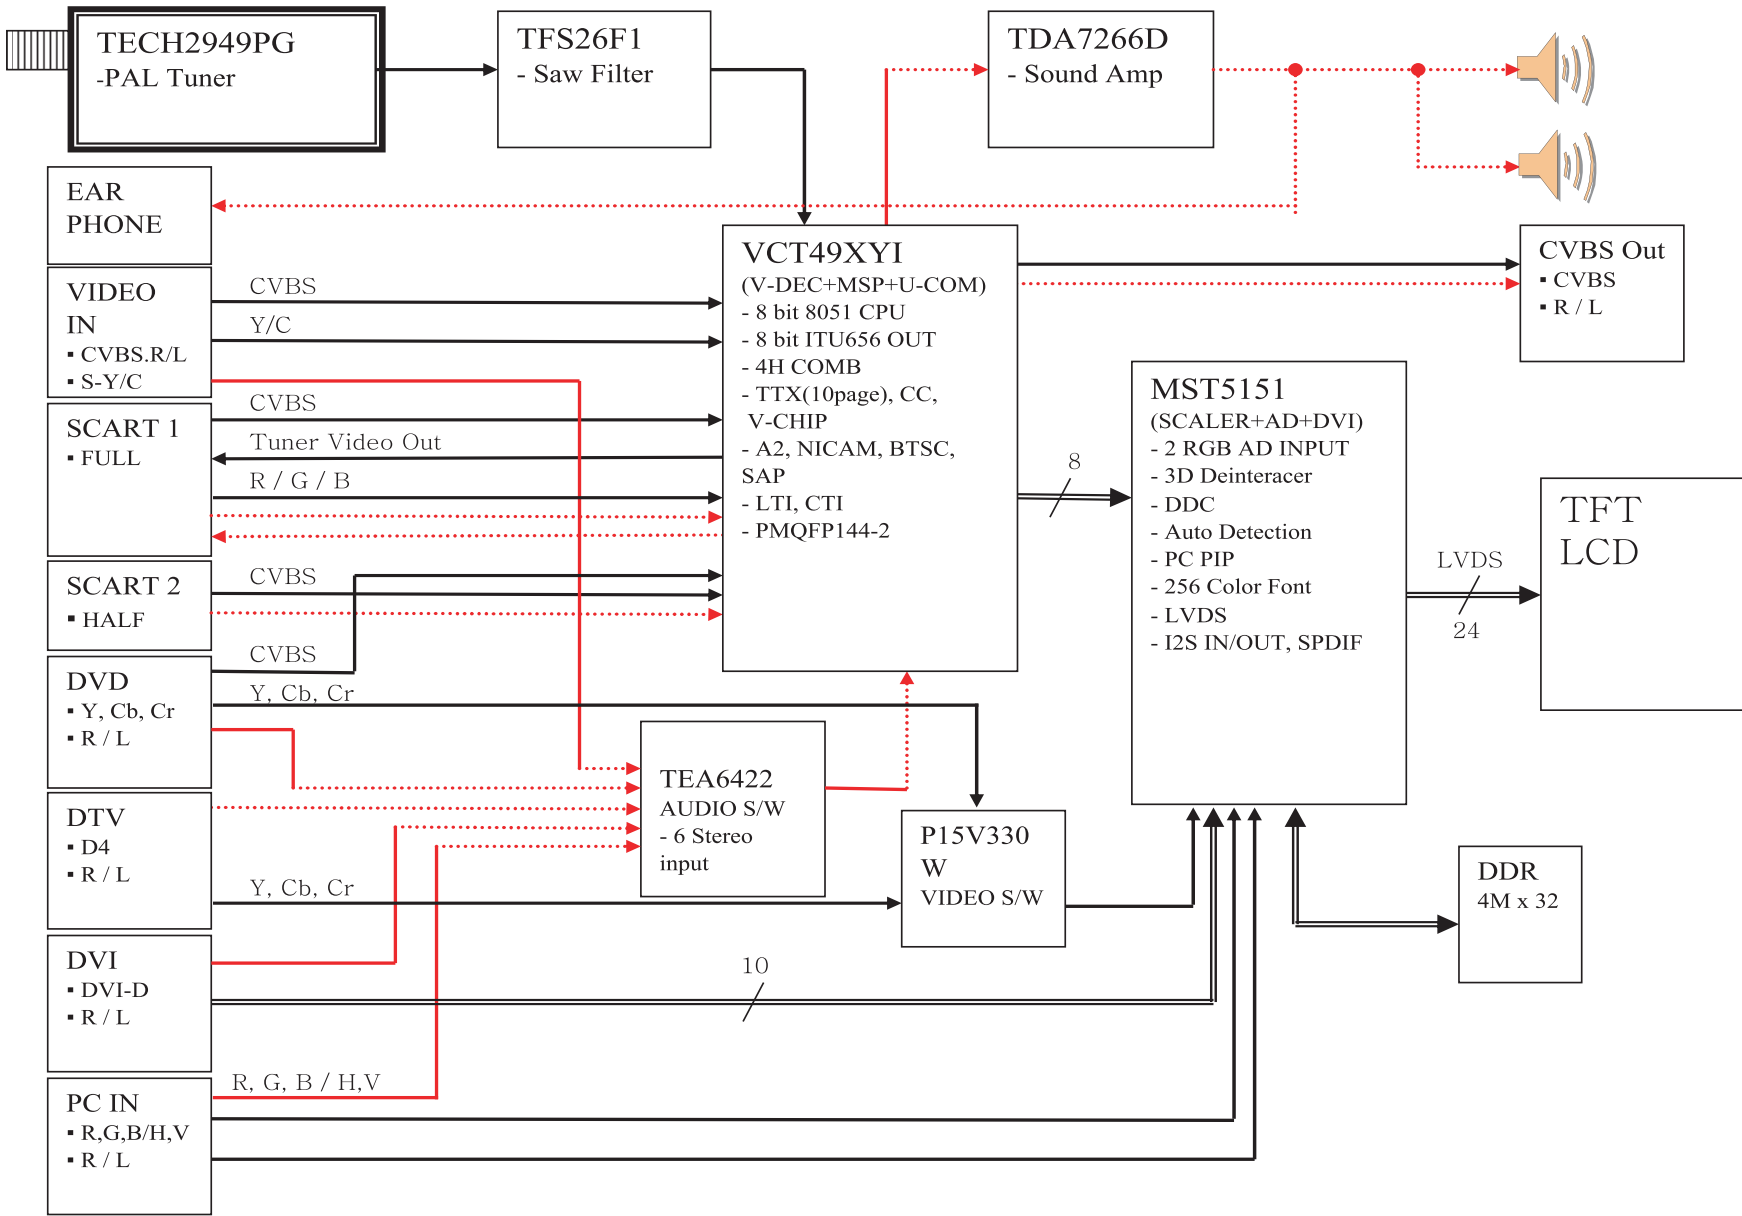 TECH2949PG
-PAL Tuner
TFS26F1
- Saw Filter
TDA7266D
- Sound Amp
EAR
PHONE
VIDEO
IN
▪ CVBS.R/L
▪ S-Y/C
SCART 1
▪ FULL
SCART 2
▪ HALF
DVD
▪ Y, Cb, Cr
▪ R / L
DTV
▪ D4
▪ R / L
DVI
▪ DVI-D
▪ R / L
PC IN
▪ R,G,B/H,V
▪ R / L
CVBS
Y/C
CVBS
Tuner Video Out
R / G / B
CVBS
CVBS
Y, Cb, Cr
Y, Cb, Cr
10
R, G, B / H,V
VCT49XYI
(V-DEC+MSP+U-COM)
- 8 bit 8051 CPU
- 8 bit ITU656 OUT
- 4H COMB
- TTX(10page), CC,
V-CHIP
- A2, NICAM, BTSC,
SAP
- LTI, CTI
- PMQFP144-2
TEA6422
AUDIO S/W
- 6 Stereo
input
P15V330
W
VIDEO S/W
8
MST5151
(SCALER+AD+DVI)
- 2 RGB AD INPUT
- 3D Deinteracer
- DDC
- Auto Detection
- PC PIP
- 256 Color Font
- LVDS
- I2S IN/OUT, SPDIF
CVBS Out
▪ CVBS
▪ R / L
LVDS
24
TFT
LCD
DDR
4M x 32